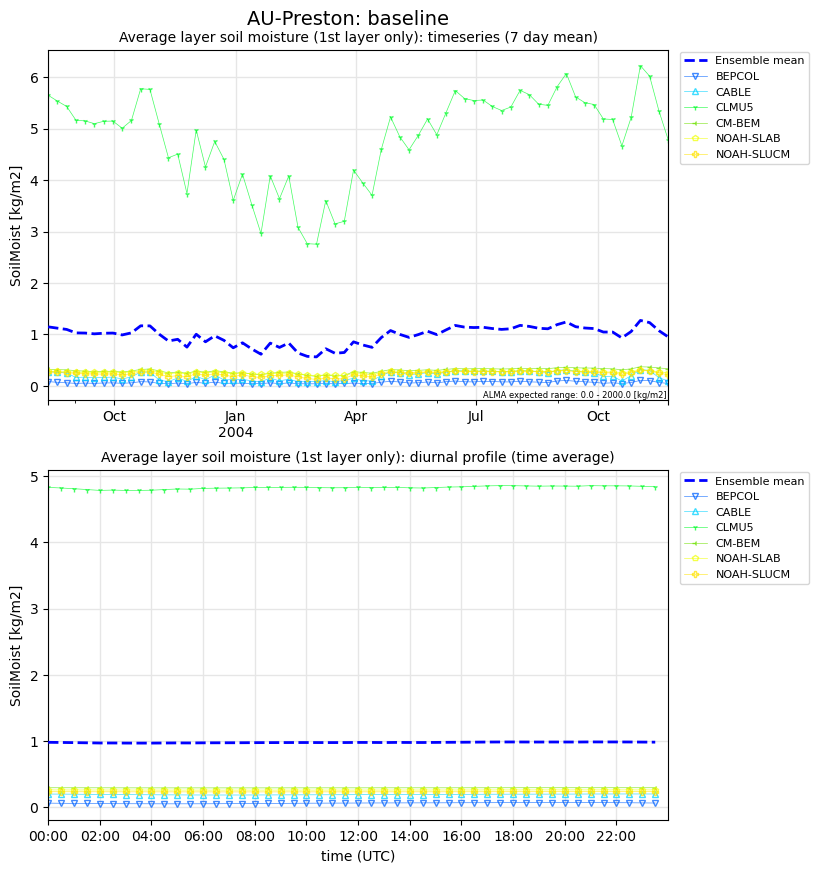 AU-Preston: baseline
Average layer soil moisture (1st layer only): timeseries (7 day mean)
SoilMoist [kg/m2]
6
5
4
3
2
1
0
Oct
Jan
2004
Apr
Jul
Oct
ALMA expected range: 0.0 - 2000.0 [kg/m2]
Ensemble mean
BEPCOL
CABLE
CLMU5
CM-BEM
NOAH-SLAB
NOAH-SLUCM
Average layer soil moisture (1st layer only): diurnal profile (time average)
SoilMoist [kg/m2]
5
4
3
2
1
0
00:00
02:00
04:00
06:00
08:00
10:00
12:00
14:00
16:00
18:00
20:00
22:00
time (UTC)
Ensemble mean
BEPCOL
CABLE
CLMU5
CM-BEM
NOAH-SLAB
NOAH-SLUCM